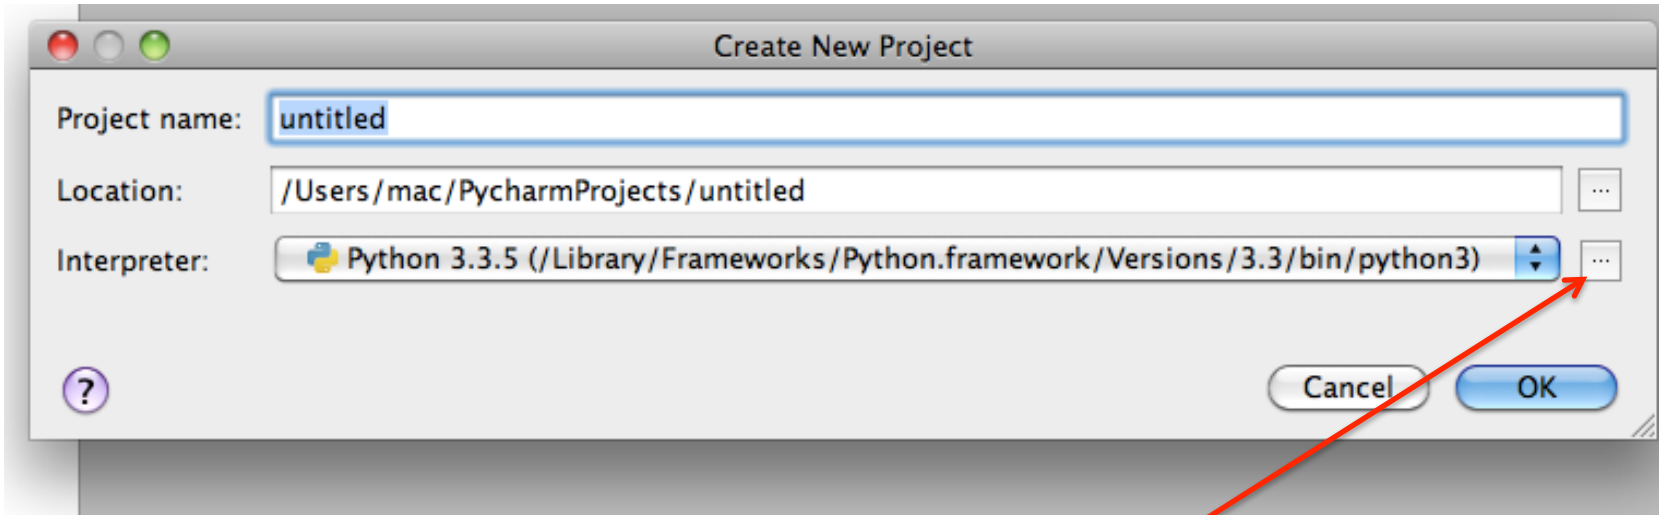 Create New Project
Project name: untitled
Location: /Users/mac/PycharmProjects/untitled ...
Interpreter: Python 3.3.5 (/Library/Frameworks/Python.framework/Versions/3.3/bin/python3) ...
? Cancel OK